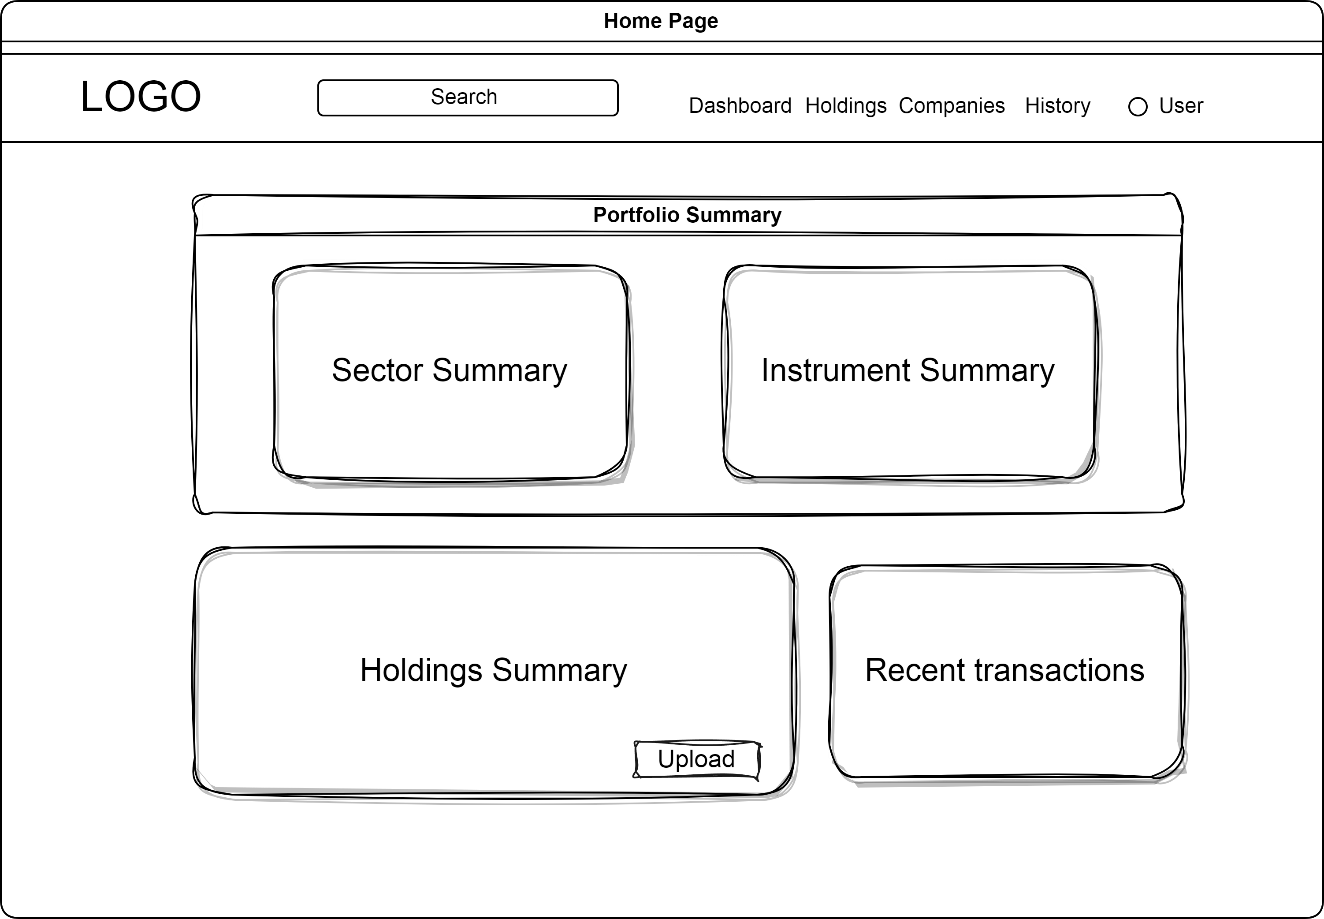 Home Page
LOGO
Search
Dashboard Holdings Companies History User
Portfolio Summary
Sector Summary
Instrument Summary
Holdings Summary
Recent transactions
Upload